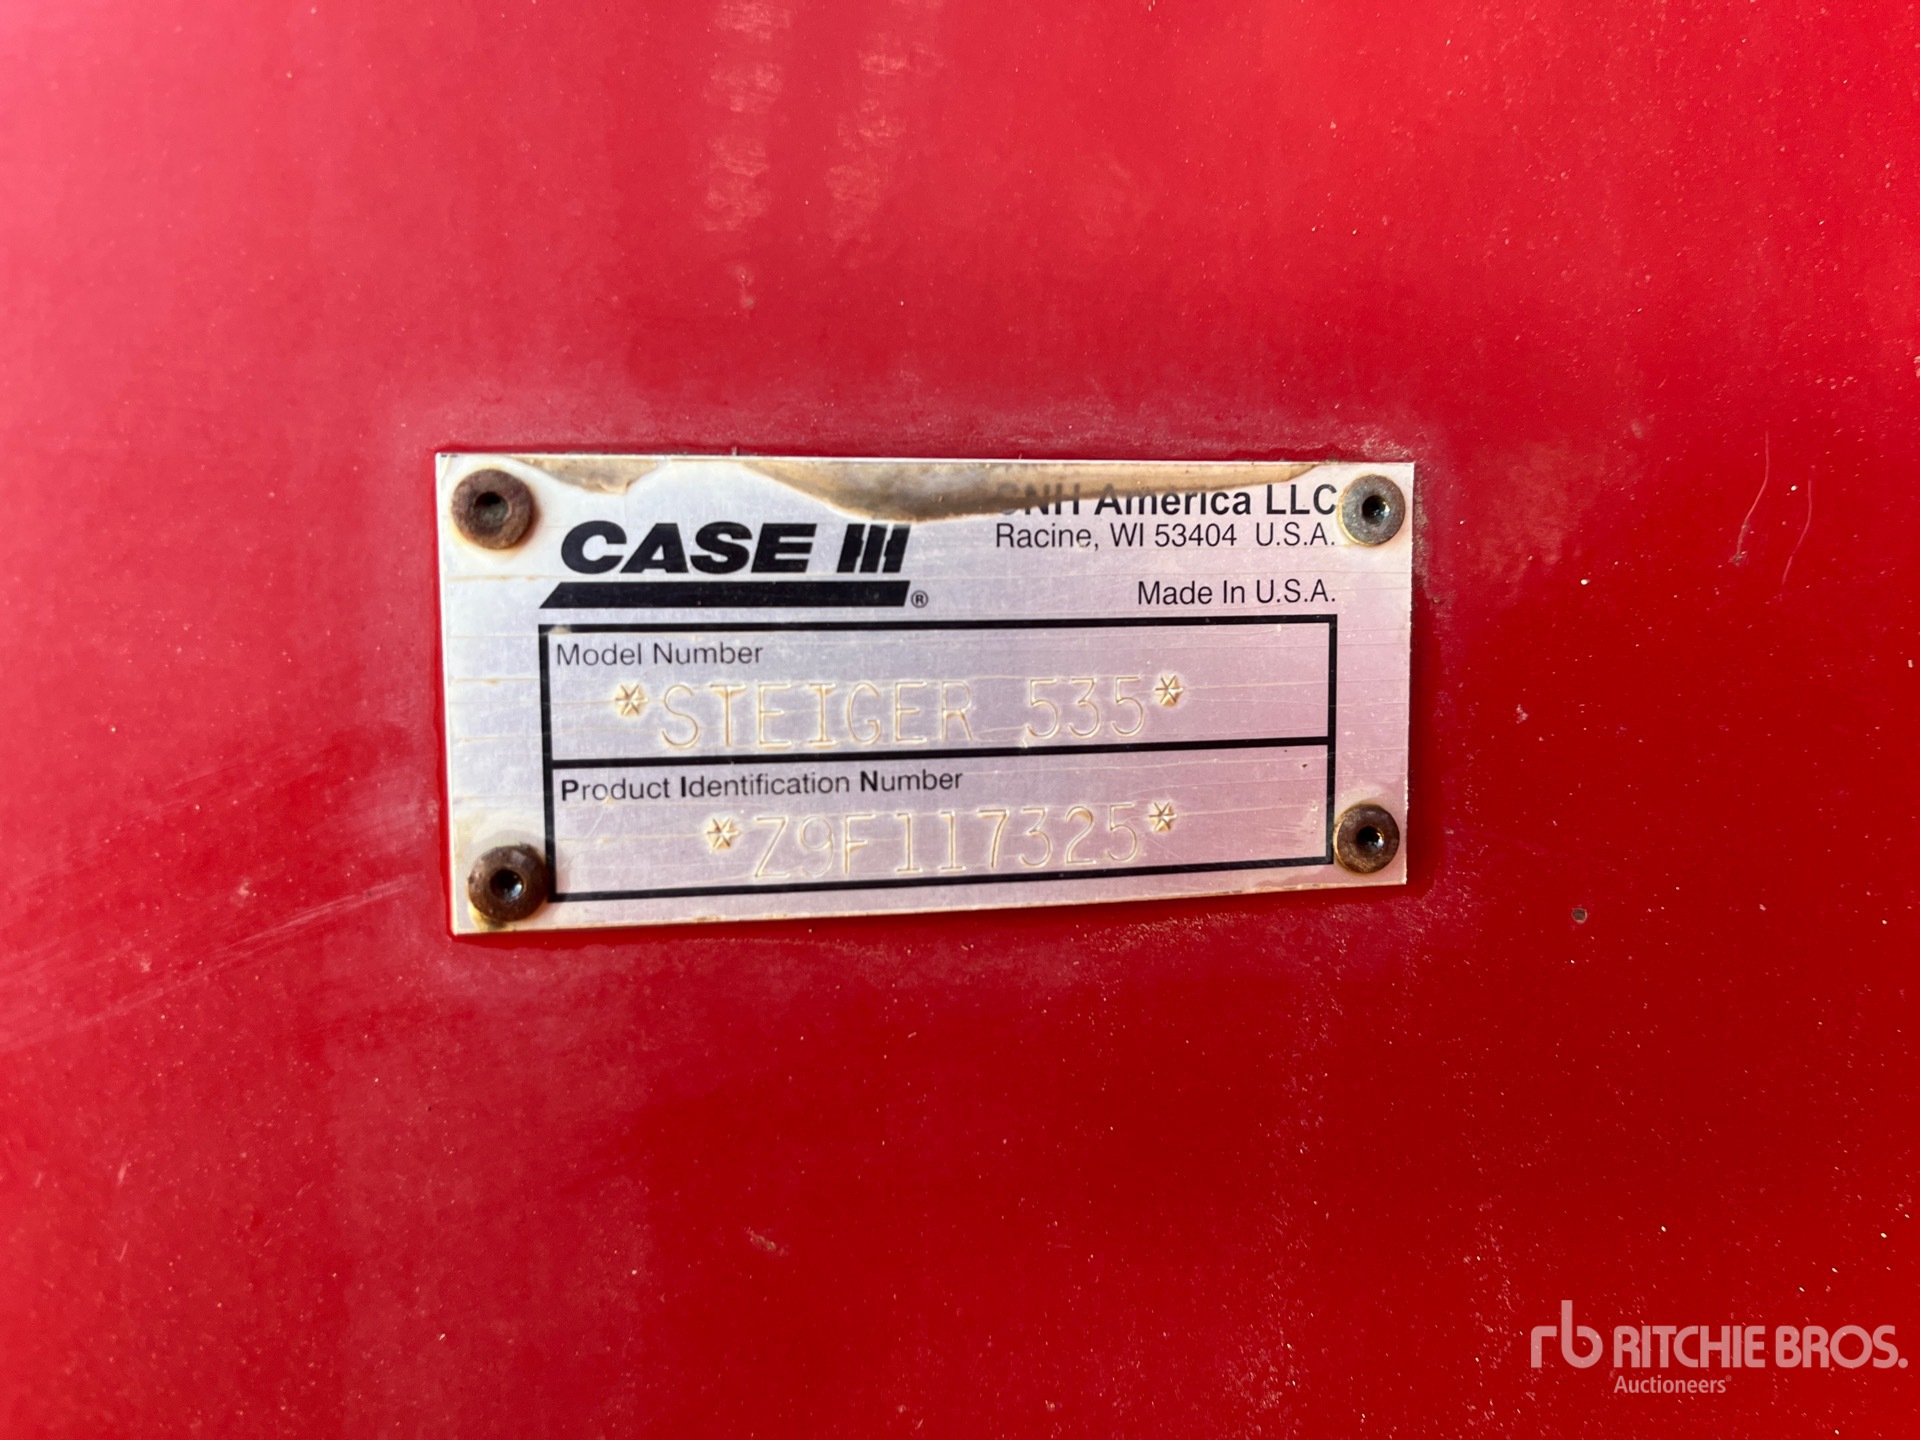 CNH America LLC
CASE IH
Racine, WI 53404 U.S.A.
®
Made In U.S.A.
Model Number
*STEIGER 535*
Product Identification Number
*Z9F117325*
rb RITCHIE BROS.
Auctioneers